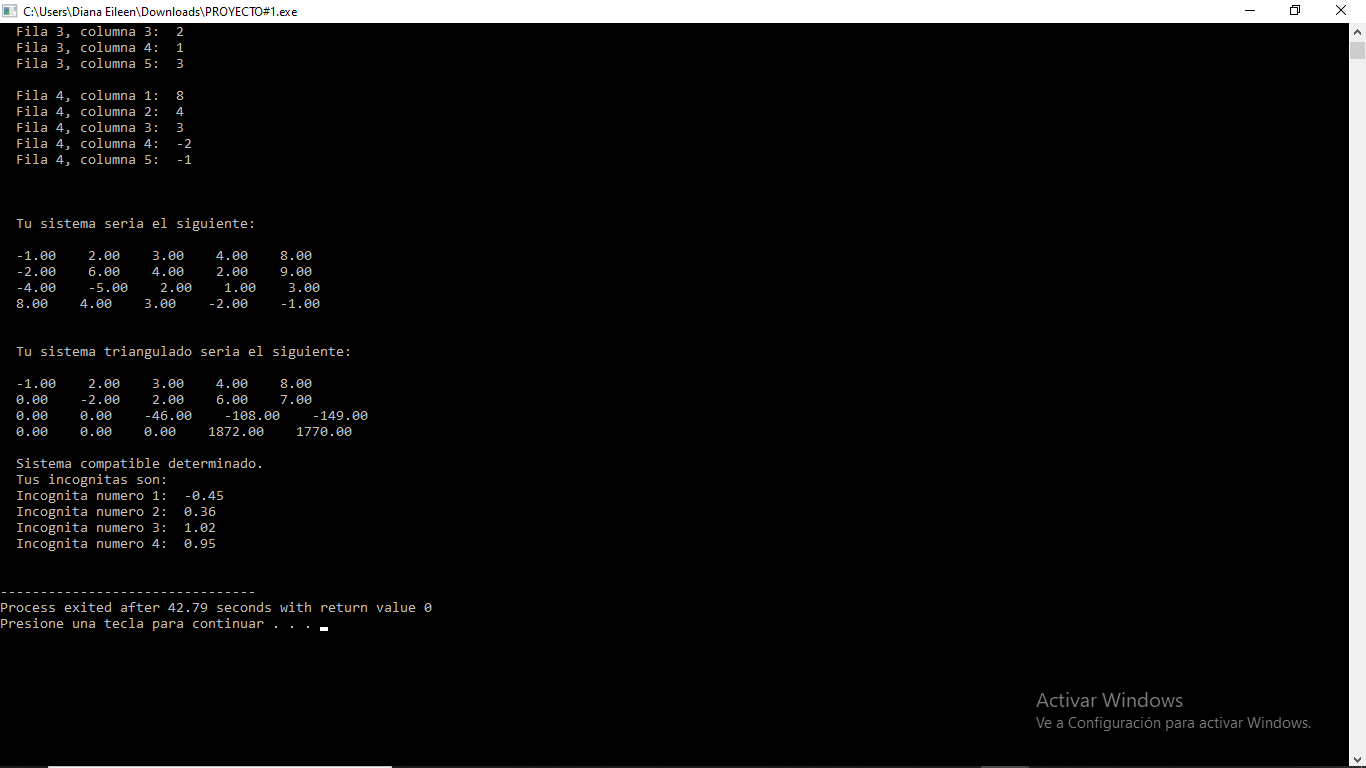 C:\Users\Diana Eileen\Downloads\PROYECTO#1.exe
Fila 3, columna 3: 2
Fila 3, columna 4: 1
Fila 3, columna 5: 3
Fila 4, columna 1: 8
Fila 4, columna 2: 4
Fila 4, columna 3: 3
Fila 4, columna 4: -2
Fila 4, columna 5: -1
Tu sistema seria el siguiente:
-1.00 2.00 3.00 4.00 8.00
-2.00 6.00 4.00 2.00 9.00
-4.00 -5.00 2.00 1.00 3.00
8.00 4.00 3.00 -2.00 -1.00
Tu sistema triangulado seria el siguiente:
-1.00 2.00 3.00 4.00 8.00
0.00 -2.00 2.00 6.00 7.00
0.00 0.00 -46.00 -108.00 -149.00
0.00 0.00 0.00 1872.00 1770.00
Sistema compatible determinado.
Tus incognitas son:
Incognita numero 1: -0.45
Incognita numero 2: 0.36
Incognita numero 3: 1.02
Incognita numero 4: 0.95
--------------------------------
Process exited after 42.79 seconds with return value 0
Presione una tecla para continuar . . .
Activar Windows
Ve a Configuración para activar Windows.